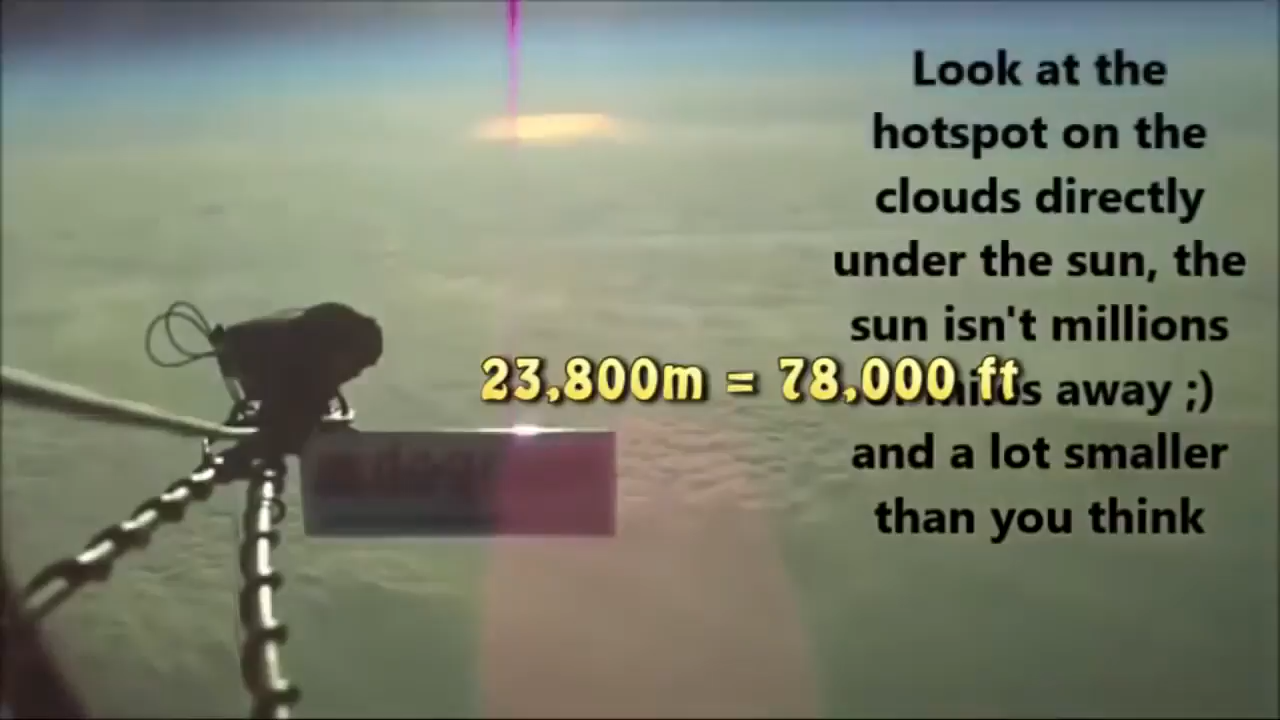 Look at the
hotspot on the
clouds directly
under the sun, the
sun isn't millions
23,800m = 78,000 ft
away ;)
and a lot smaller
than you think